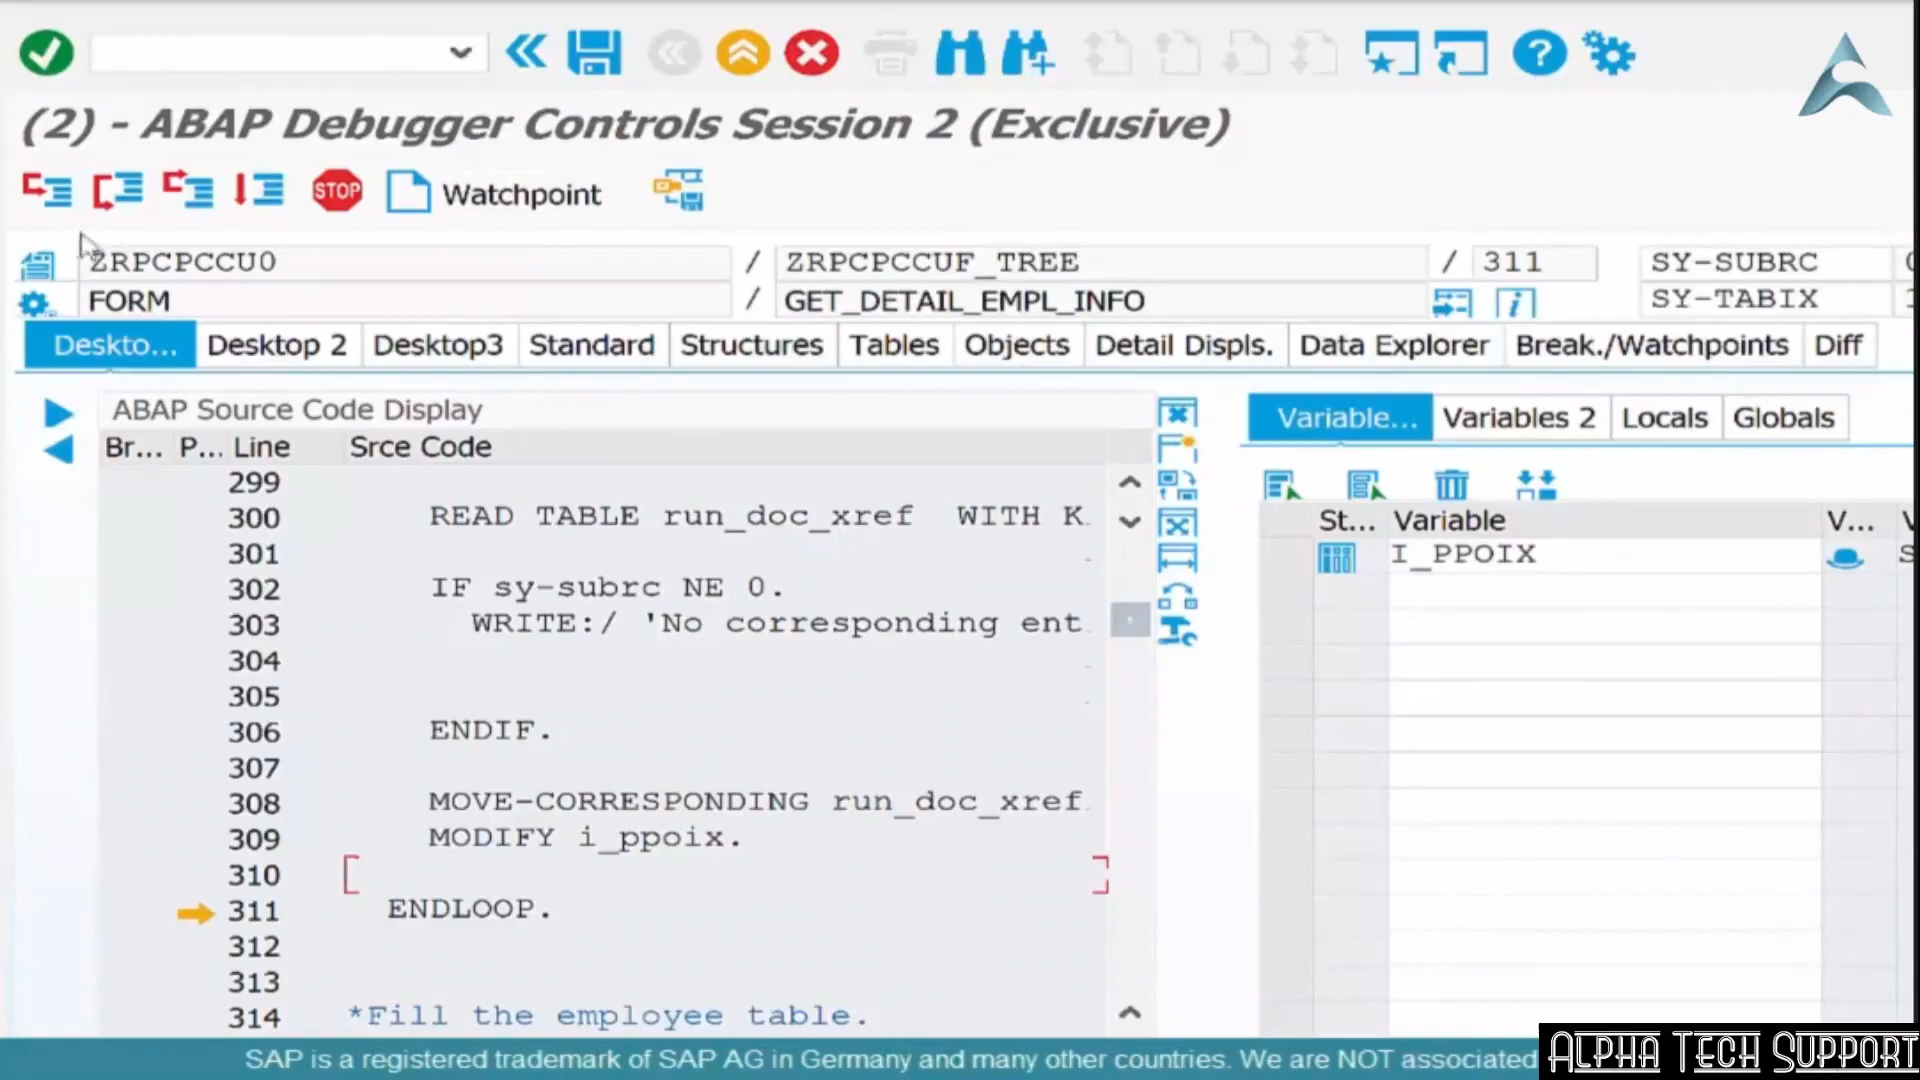 (2) - ABAP Debugger Controls Session 2 (Exclusive)
STOP Watchpoint
ZRPCPCCU0 / ZRPCPCCUF_TREE / 311 SY-SUBRC
FORM / GET_DETAIL_EMPL_INFO SY-TABIX
Deskto... Desktop 2 Desktop3 Standard Structures Tables Objects Detail Displs. Data Explorer Break./Watchpoints Diff
ABAP Source Code Display
Variable... Variables 2 Locals Globals
Br... P... Line Srce Code
299
300 READ TABLE run_doc_xref WITH K
301
302 IF sy-subrc NE 0.
303 WRITE:/ 'No corresponding ent
304
305
306 ENDIF.
307
308 MOVE-CORRESPONDING run_doc_xref
309 MODIFY i_ppoix.
310
311 ENDLOOP.
312
313
314 *Fill the employee table.
St... Variable V...
I_PPOIX
SAP is a registered trademark of SAP AG in Germany and many other countries. We are NOT associated
Alpha Tech Support